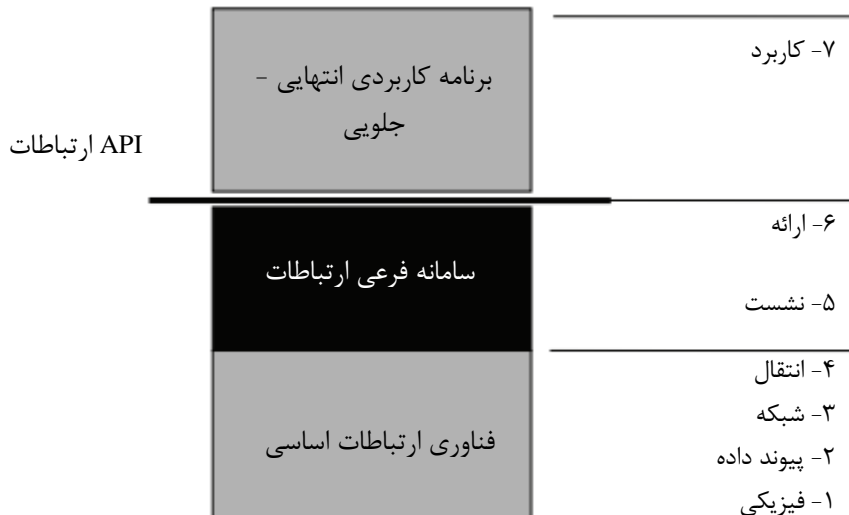 ۷- کاربرد
برنامه کاربردی انتهایی -
جلویی
API ارتباطات
۶- ارائه
سامانه فرعی ارتباطات
۵- نشست
۴- انتقال
۳- شبکه
فناوری ارتباطات اساسی
۲- پیوند داده
۱- فیزیکی